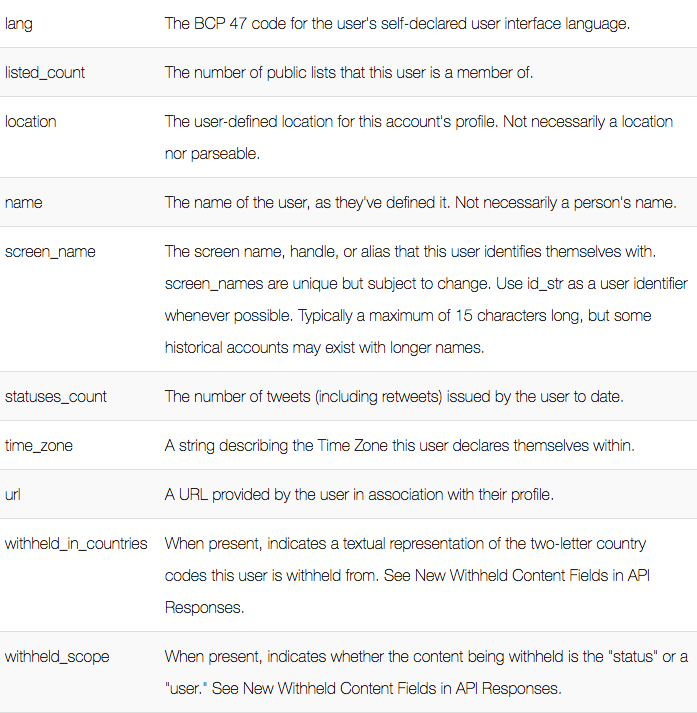 lang The BCP 47 code for the user's self-declared user interface language.
listed_count The number of public lists that this user is a member of.
location The user-defined location for this account's profile. Not necessarily a location
nor parseable.
name The name of the user, as they've defined it. Not necessarily a person's name.
screen_name The screen name, handle, or alias that this user identifies themselves with.
screen_names are unique but subject to change. Use id_str as a user identifier
whenever possible. Typically a maximum of 15 characters long, but some
historical accounts may exist with longer names.
statuses_count The number of tweets (including retweets) issued by the user to date.
time_zone A string describing the Time Zone this user declares themselves within.
url A URL provided by the user in association with their profile.
withheld_in_countries When present, indicates a textual representation of the two-letter country
codes this user is withheld from. See New Withheld Content Fields in API
Responses.
withheld_scope When present, indicates whether the content being withheld is the "status" or a
"user." See New Withheld Content Fields in API Responses.